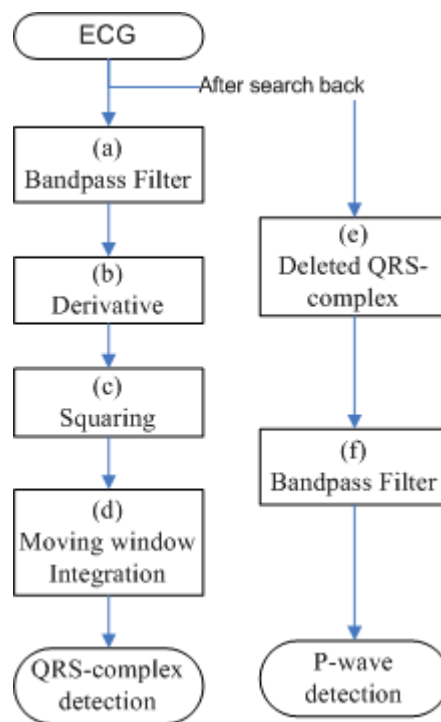 ECG
After search back
(a)
Bandpass Filter
(b)
Derivative
(c)
Squaring
(d)
Moving window
Integration
QRS-complex
detection
(e)
Deleted QRS-
complex
(f)
Bandpass Filter
P-wave
detection